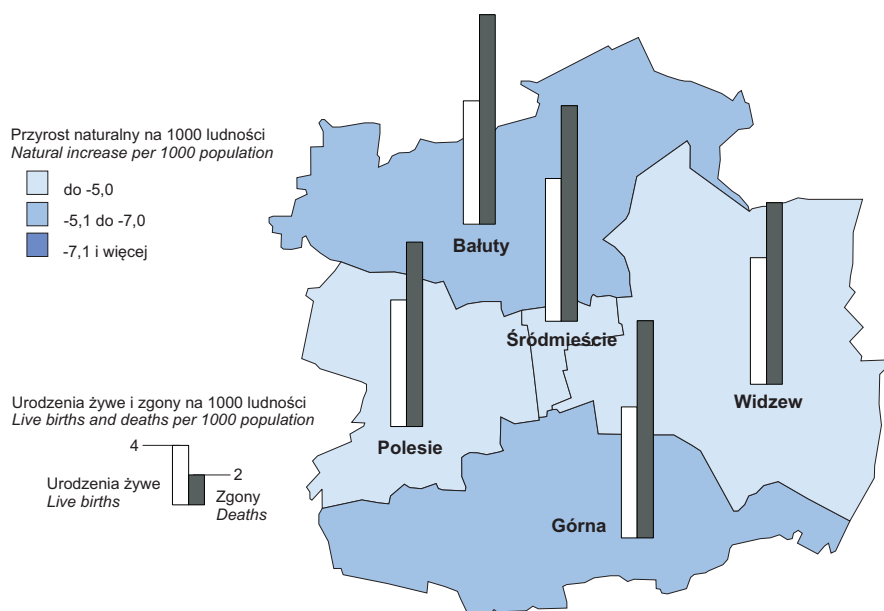 Przyrost naturalny na 1000 ludności
Natural increase per 1000 population
do -5,0
-5,1 do -7,0
-7,1 i więcej
Bałuty
Śródmieście
Widzew
Polesie
Górna
Urodzenia żywe i zgony na 1000 ludności
Live births and deaths per 1000 population
4
2
Urodzenia żywe
Live births
Zgony
Deaths